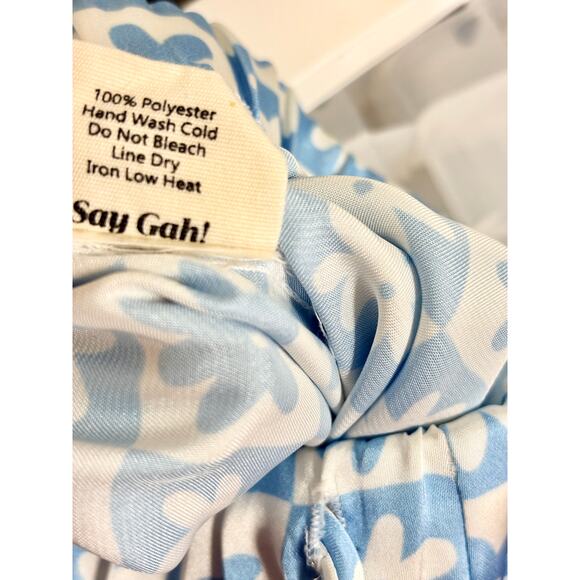 100% Polyester
Hand Wash Cold
Do Not Bleach
Line Dry
Iron Low Heat
Say Gah!